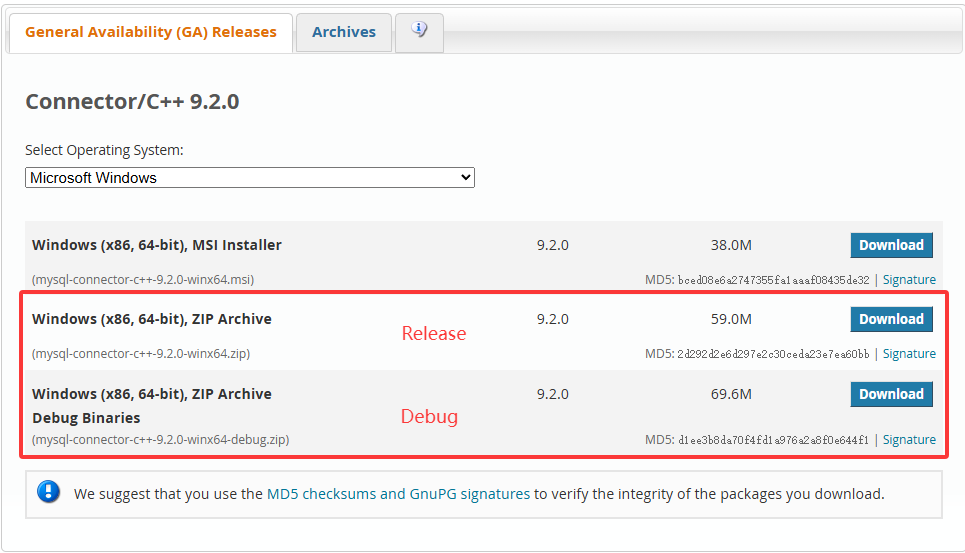 General Availability (GA) Releases Archives
Connector/C++ 9.2.0
Select Operating System:
Microsoft Windows
Windows (x86, 64-bit), MSI Installer 9.2.0 38.0M Download
(mysql-connector-c++-9.2.0-winx64.msi) MD5: bced08e6a2747355fa1aaaf08435de32 | Signature
Windows (x86, 64-bit), ZIP Archive 9.2.0 59.0M Download
Release
(mysql-connector-c++-9.2.0-winx64.zip) MD5: 2d292d2e6d297e2c30ceda23e7ea60bb | Signature
Windows (x86, 64-bit), ZIP Archive 9.2.0 69.6M Download
Debug Binaries Debug
(mysql-connector-c++-9.2.0-winx64-debug.zip) MD5: d1ee3b8da70f4fd1a976a2a8f0e644f1 | Signature
We suggest that you use the MD5 checksums and GnuPG signatures to verify the integrity of the packages you download.